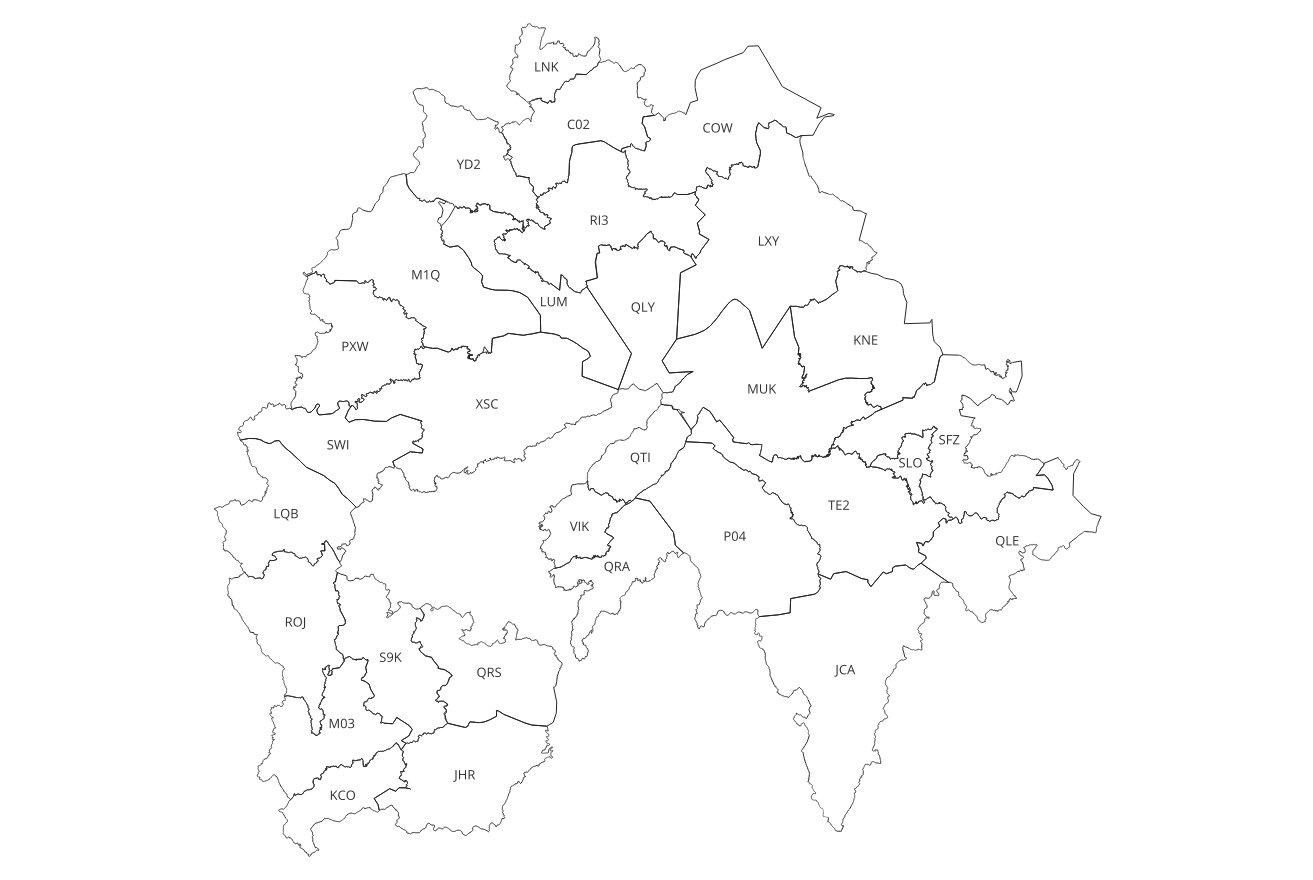 LNK
C02
COW
YD2
RI3
LXY
M1Q
LUM
QLY
PXW
KNE
MUK
XSC
SWI
SFZ
QTI
SLO
LQB
TE2
VIK
P04
QLE
QRA
ROJ
S9K
QRS
JCA
M03
JHR
KCO